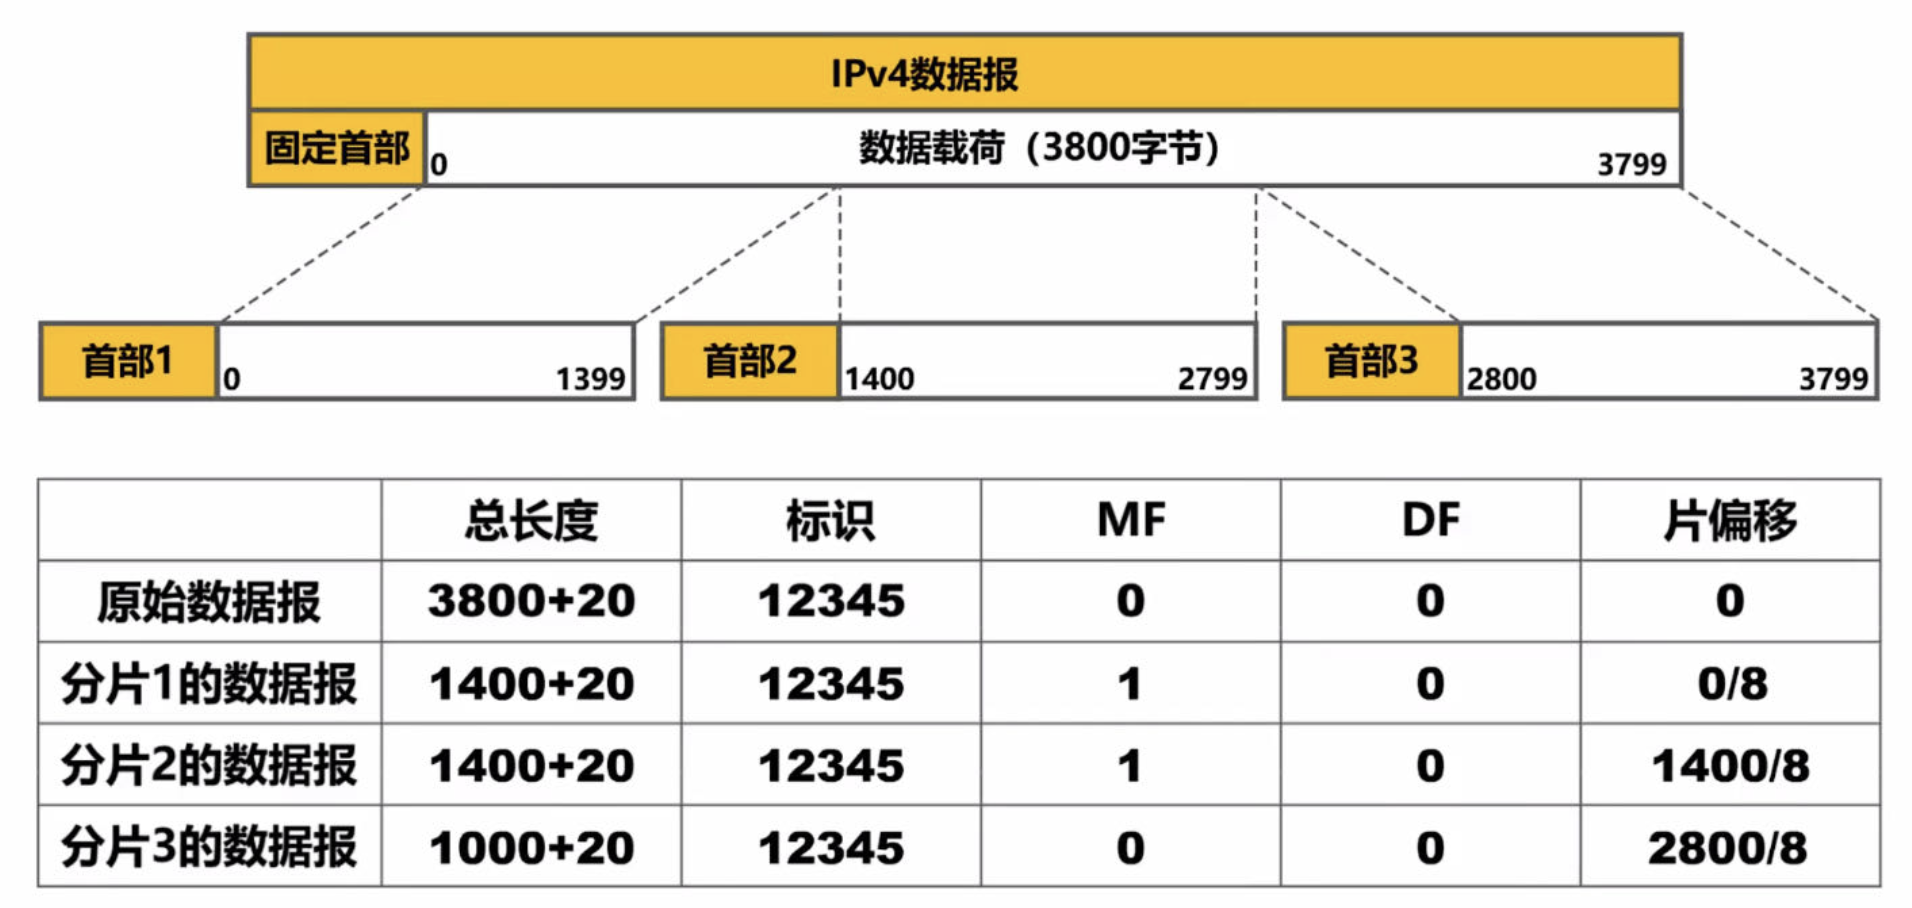 IPv4数据报
固定首部 0 数据载荷（3800字节） 3799
首部1 0 1399 首部2 1400 2799 首部3 2800 3799
总长度 标识 MF DF 片偏移
原始数据报 3800+20 12345 0 0 0
分片1的数据报 1400+20 12345 1 0 0/8
分片2的数据报 1400+20 12345 1 0 1400/8
分片3的数据报 1000+20 12345 0 0 2800/8